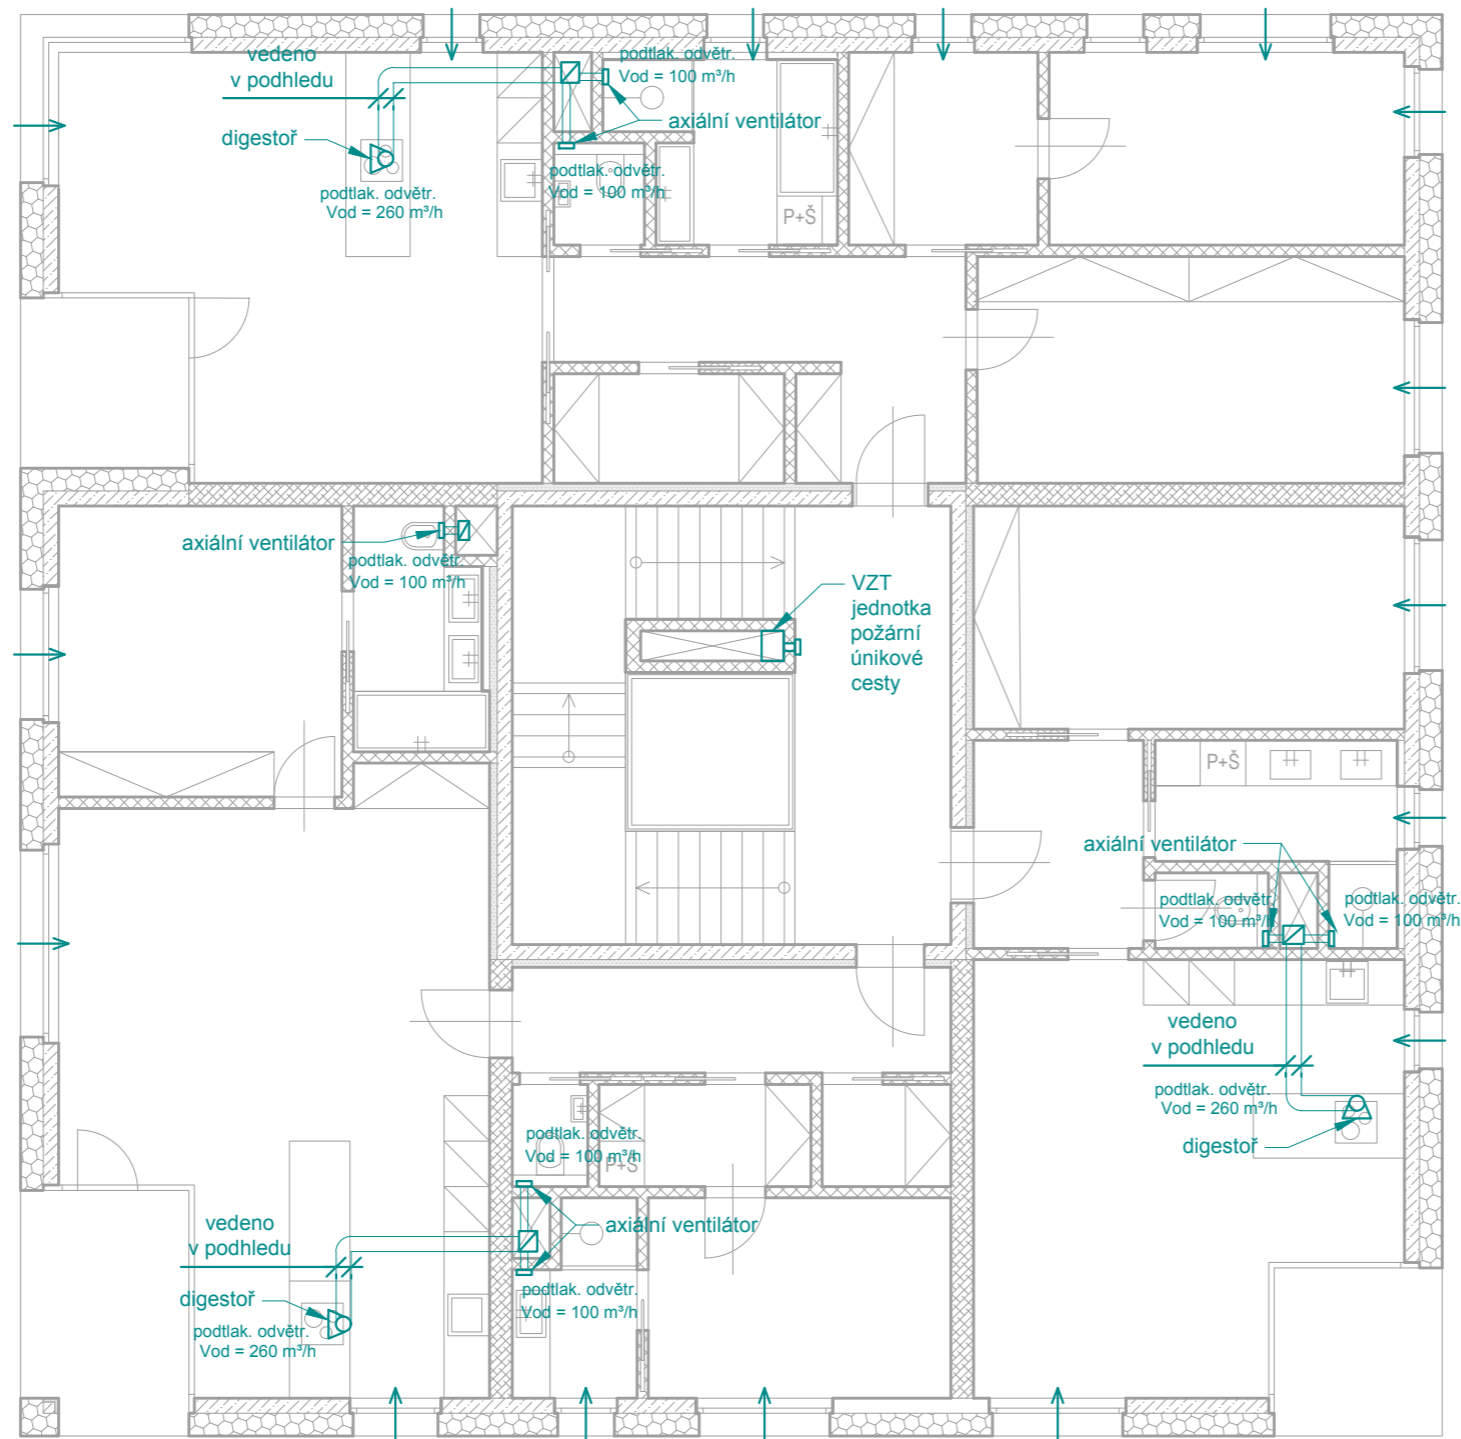 vedeno
v podhledu
digestoř
podtlak. odvětr.
Vod = 260 m³/h
podtlak. odvětr.
Vod = 100 m³/h
axiální ventilátor
podtlak. odvětr.
Vod = 100 m³/h
P+Š
axiální ventilátor
podtlak. odvětr.
Vod = 100 m³/h
VZT
jednotka
požární
únikové
cesty
P+Š
axiální ventilátor
podtlak. odvětr.
Vod = 100 m³/h
podtlak. odvětr.
Vod = 100 m³/h
vedeno
v podhledu
podtlak. odvětr.
Vod = 260 m³/h
digestoř
podtlak. odvětr.
Vod = 100 m³/h
P+Š
axiální ventilátor
vedeno
v podhledu
digestoř
podtlak. odvětr.
Vod = 260 m³/h
podtlak. odvětr.
Vod = 100 m³/h